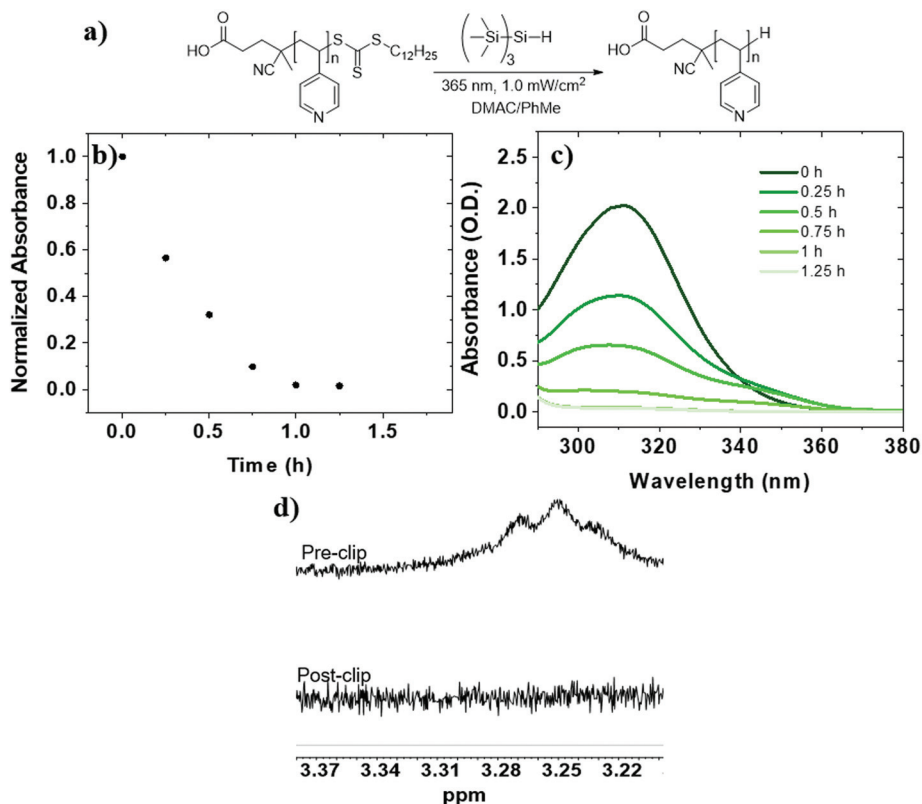 a)
O
HO
NC
n
S
S
S
C12H25
N
( )3
Si
Si–H
365 nm, 1.0 mW/cm2
DMAC/PhMe
O
HO
NC
H
n
N
b)
Normalized Absorbance
1.0
0.8
0.6
0.4
0.2
0.0
0.0 0.5 1.0 1.5
Time (h)
c)
Absorbance (O.D.)
2.5
2.0
1.5
1.0
0.5
0.0
300 320 340 360 380
Wavelength (nm)
0 h
0.25 h
0.5 h
0.75 h
1 h
1.25 h
d)
Pre-clip
Post-clip
3.37 3.34 3.31 3.28 3.25 3.22
ppm